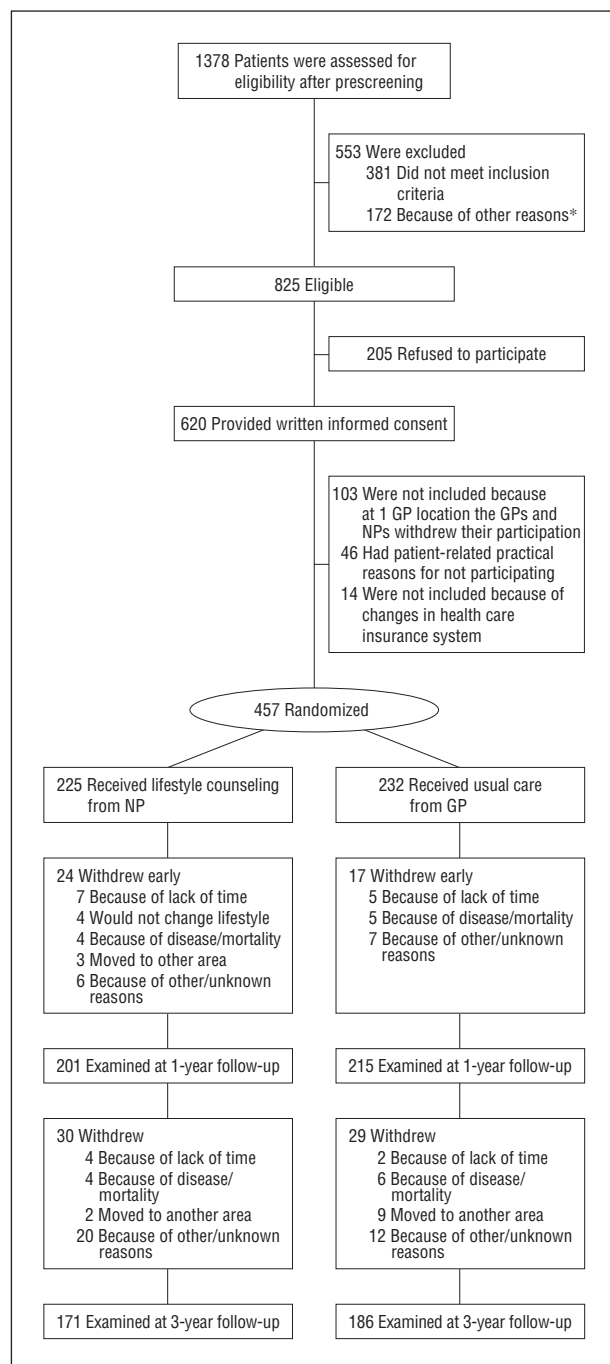 1378 Patients were assessed for
eligibility after prescreening
553 Were excluded
381 Did not meet inclusion
criteria
172 Because of other reasons*
825 Eligible
205 Refused to participate
620 Provided written informed consent
103 Were not included because
at 1 GP location the GPs and
NPs withdrew their participation
46 Had patient-related practical
reasons for not participating
14 Were not included because of
changes in health care
insurance system
457 Randomized
225 Received lifestyle counseling
from NP
232 Received usual care
from GP
24 Withdrew early
7 Because of lack of time
4 Would not change lifestyle
4 Because of disease/mortality
3 Moved to other area
6 Because of other/unknown
reasons
17 Withdrew early
5 Because of lack of time
5 Because of disease/mortality
7 Because of other/unknown
reasons
201 Examined at 1-year follow-up
215 Examined at 1-year follow-up
30 Withdrew
4 Because of lack of time
4 Because of disease/
mortality
2 Moved to another area
20 Because of other/unknown
reasons
29 Withdrew
2 Because of lack of time
6 Because of disease/
mortality
9 Moved to another area
12 Because of other/unknown
reasons
171 Examined at 3-year follow-up
186 Examined at 3-year follow-up